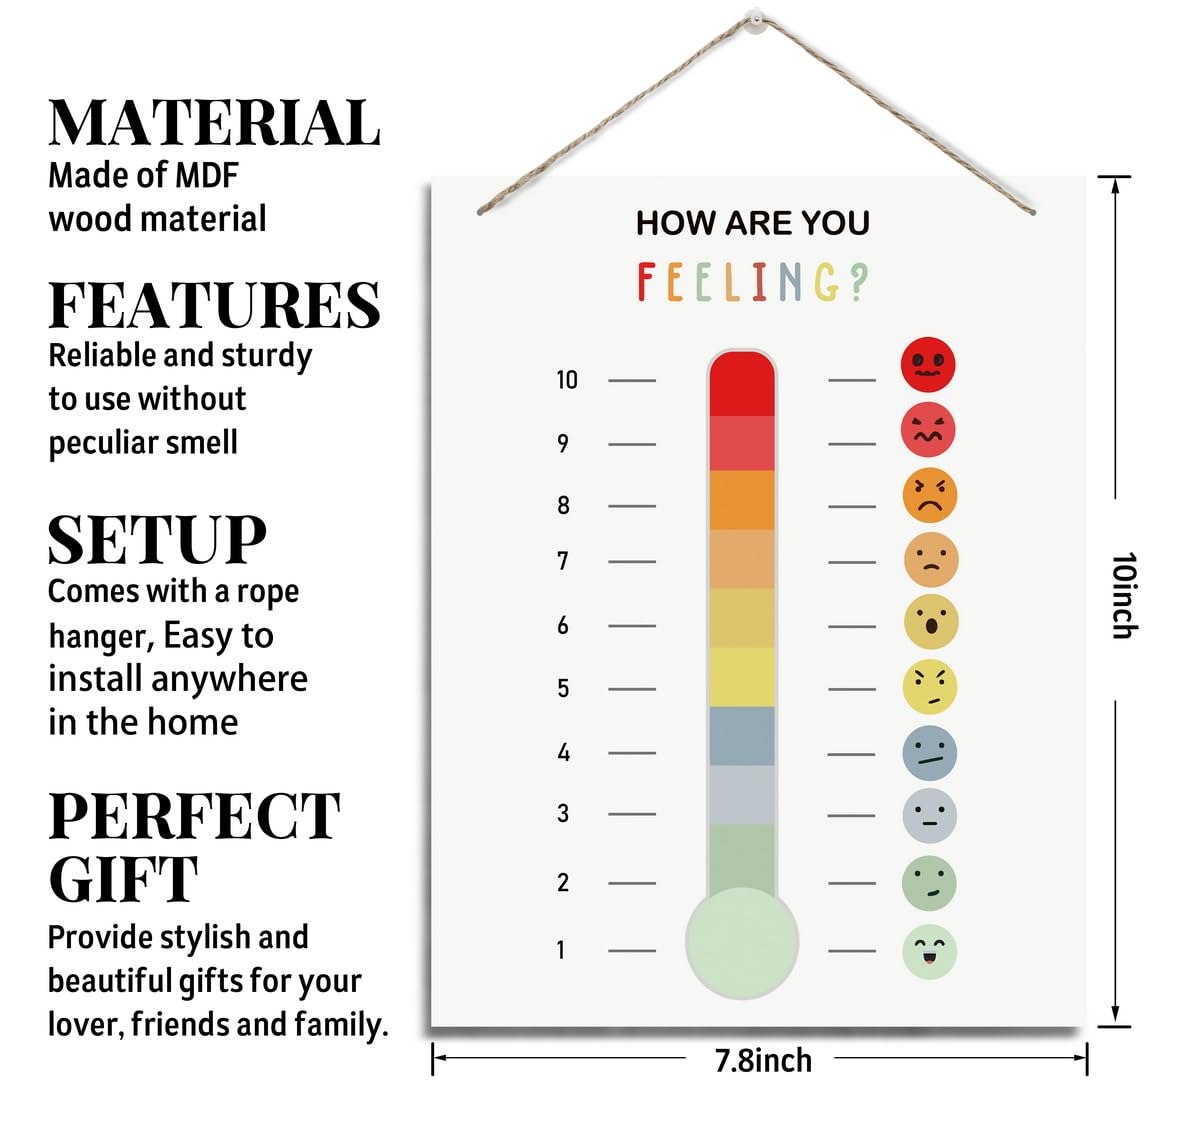 MATERIAL
Made of MDF
wood material
FEATURES
Reliable and sturdy
to use without
peculiar smell
SETUP
Comes with a rope
hanger, Easy to
install anywhere
in the home
PERFECT
GIFT
Provide stylish and
beautiful gifts for your
lover, friends and family.
HOW ARE YOU
FEELING?
10
9
8
7
6
5
4
3
2
1
10inch
7.8inch